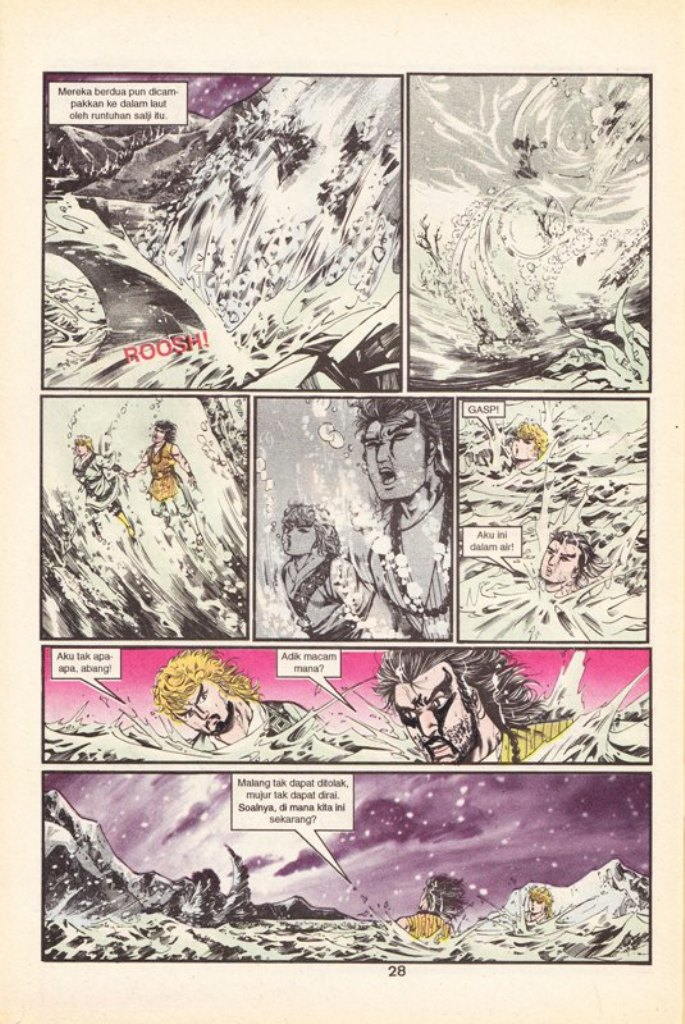 Mereka berdua pun dicam-
pakkan ke dalam laut
oleh runtuhan salji itu.
ROOSH!
GASP!
Aku ini
dalam air!
Aku tak apa-
apa, abang!
Adik macam
mana?
Malang tak dapat ditolak,
mujur tak dapat dirai.
Soalnya, di mana kita ini
sekarang?
28